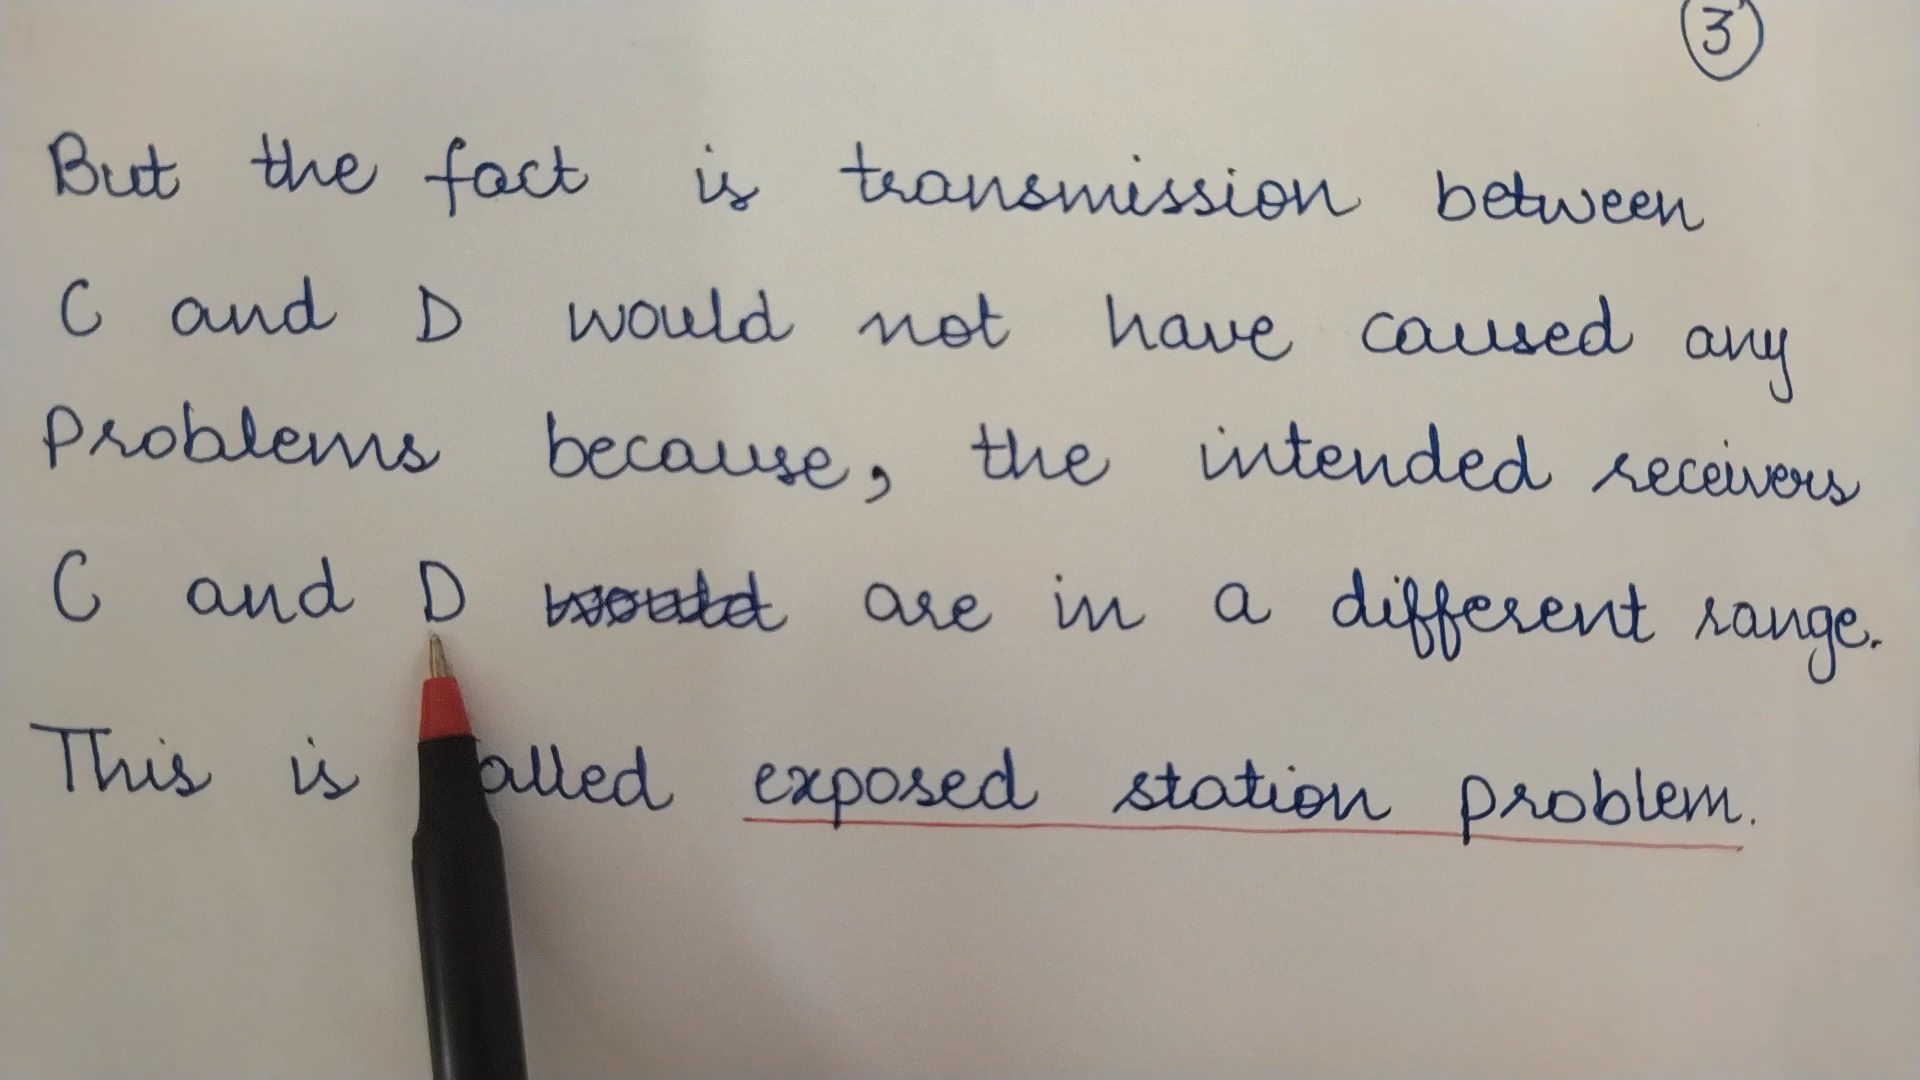 3
But the fact is transmission between
C and D would not have caused any
Problems because, the intended receivers
C and D would are in a different range.
This is alled exposed station problem.